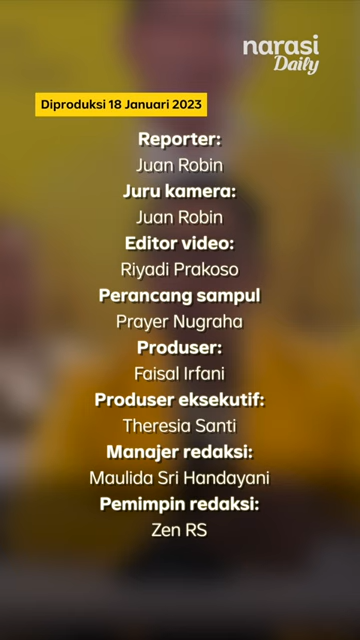 narasi
Daily
Diproduksi 18 Januari 2023
Reporter:
Juan Robin
Juru kamera:
Juan Robin
Editor video:
Riyadi Prakoso
Perancang sampul
Prayer Nugraha
Produser:
Faisal Irfani
Produser eksekutif:
Theresia Santi
Manajer redaksi:
Maulida Sri Handayani
Pemimpin redaksi:
Zen RS